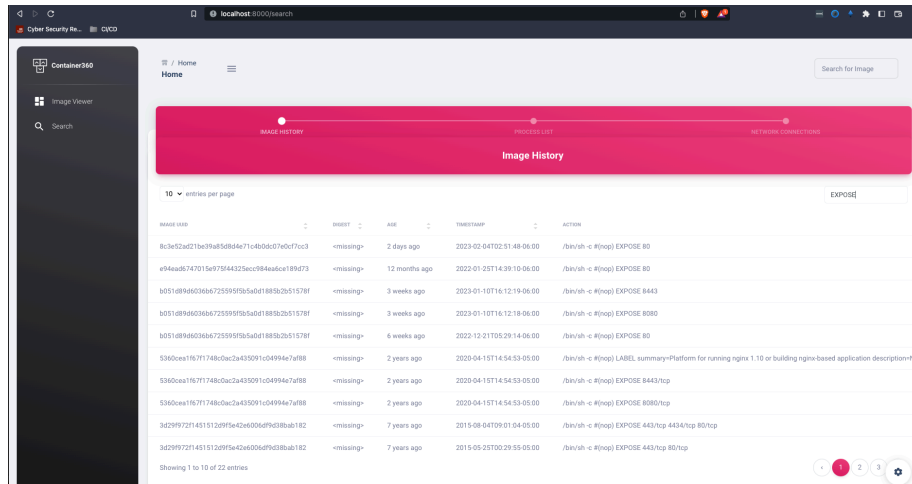 localhost:8000/search
Cyber Security Re... CI/CD
Container360
Image Viewer
Search
/ Home
Home
Search for Image
IMAGE HISTORY
PROCESS LIST
NETWORK CONNECTIONS
Image History
10 entries per page
EXPOSE
IMAGE UUID DIGEST AGE TIMESTAMP ACTION
8c3e52ad21be39a85d8d4e71c4b0dc07e0cf7cc3 <missing> 2 days ago 2023-02-04T02:51:48-06:00 /bin/sh -c #(nop) EXPOSE 80
e94ead6747015e975f44325ecc984ea6ce189d73 <missing> 12 months ago 2022-01-25T14:39:10-06:00 /bin/sh -c #(nop) EXPOSE 80
b051d89d6036b6725595f5b5a0d1885b2b51578f <missing> 3 weeks ago 2023-01-10T16:12:19-06:00 /bin/sh -c #(nop) EXPOSE 8443
b051d89d6036b6725595f5b5a0d1885b2b51578f <missing> 3 weeks ago 2023-01-10T16:12:18-06:00 /bin/sh -c #(nop) EXPOSE 8080
b051d89d6036b6725595f5b5a0d1885b2b51578f <missing> 6 weeks ago 2022-12-21T05:29:14-06:00 /bin/sh -c #(nop) EXPOSE 80
5360cea1f67f1748c0ac2a435091c04994e7af88 <missing> 2 years ago 2020-04-15T14:54:53-05:00 /bin/sh -c #(nop) LABEL summary=Platform for running nginx 1.10 or building nginx-based application description=
5360cea1f67f1748c0ac2a435091c04994e7af88 <missing> 2 years ago 2020-04-15T14:54:53-05:00 /bin/sh -c #(nop) EXPOSE 8443/tcp
5360cea1f67f1748c0ac2a435091c04994e7af88 <missing> 2 years ago 2020-04-15T14:54:53-05:00 /bin/sh -c #(nop) EXPOSE 8080/tcp
3d29f972f1451512d9f5e42e6006df9d38bab182 <missing> 7 years ago 2015-08-04T09:01:04-05:00 /bin/sh -c #(nop) EXPOSE 443/tcp 4434/tcp 80/tcp
3d29f972f1451512d9f5e42e6006df9d38bab182 <missing> 7 years ago 2015-05-25T00:29:55-05:00 /bin/sh -c #(nop) EXPOSE 443/tcp 80/tcp
Showing 1 to 10 of 22 entries
1 2 3